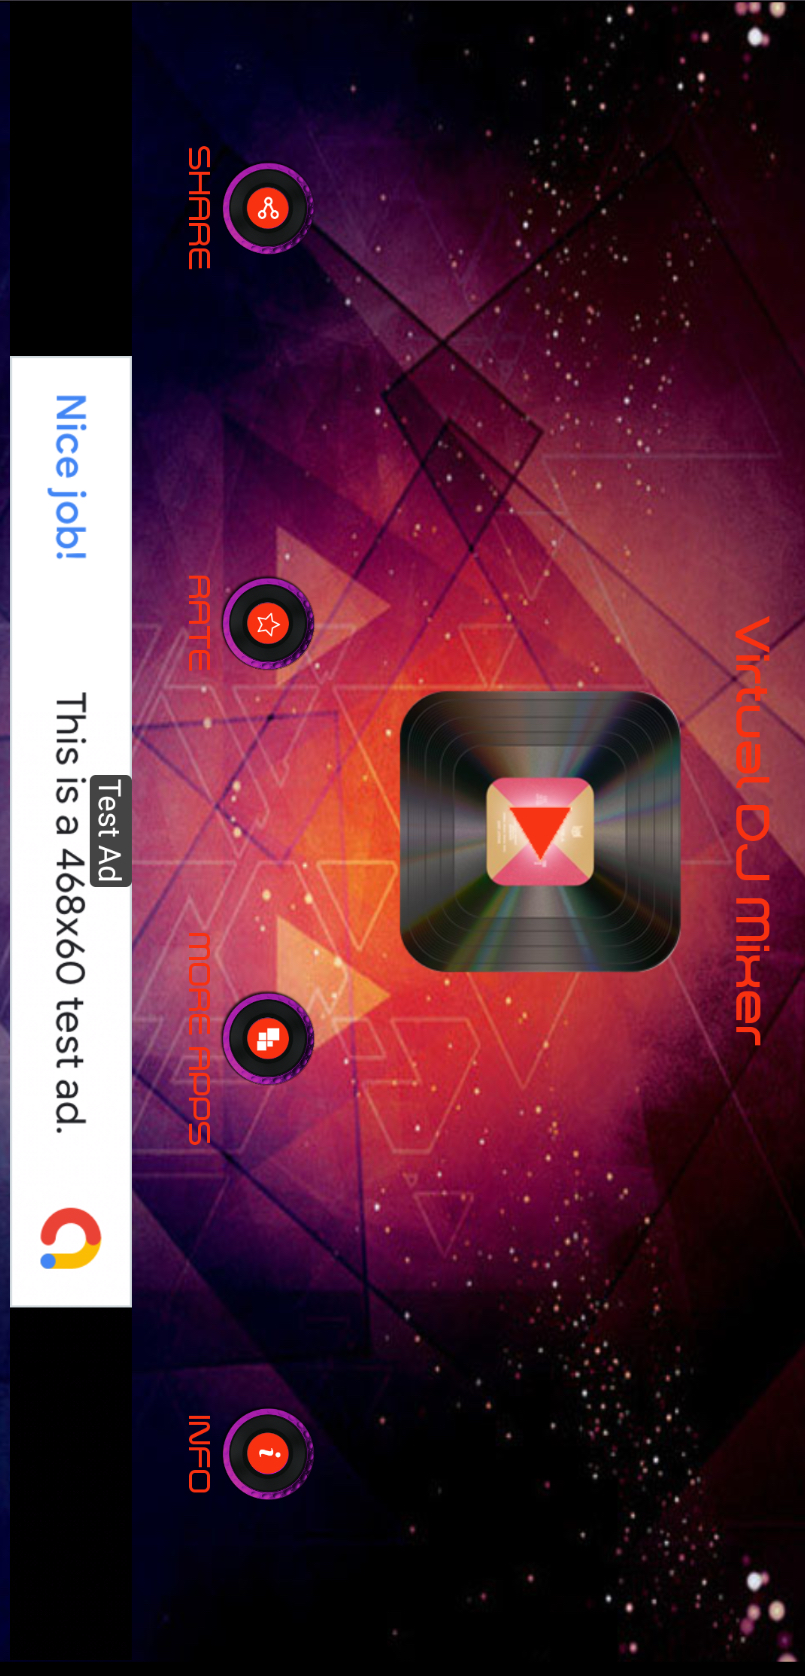 Virtual DJ Mixer
SHARE
RATE
MORE APPS
INFO
Test Ad
Nice job!
This is a 468x60 test ad.